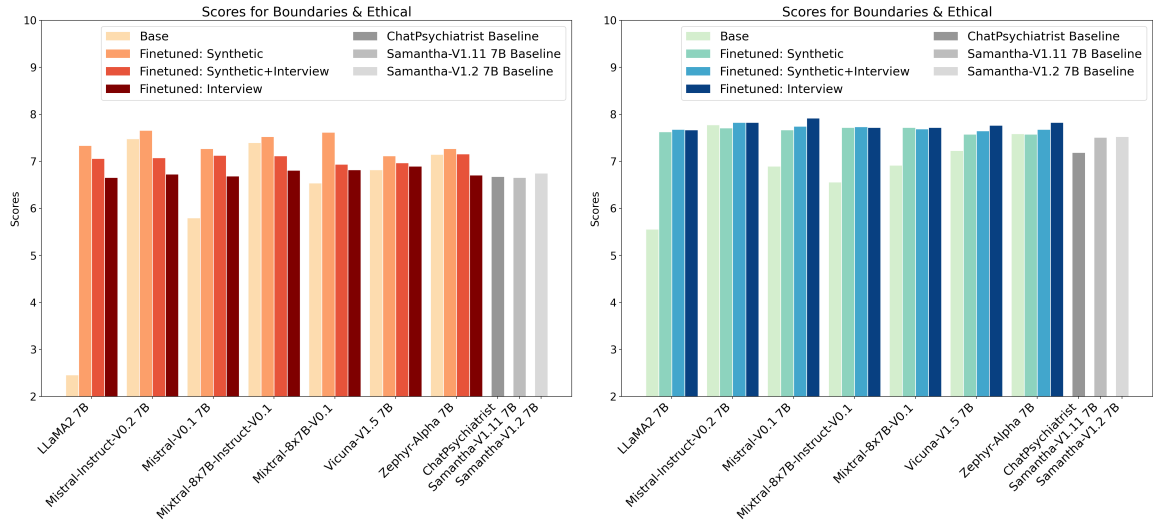 Scores for Boundaries & Ethical
10
9
8
7
6
5
4
3
2
Scores
Base
Finetuned: Synthetic
Finetuned: Synthetic+Interview
Finetuned: Interview
ChatPsychiatrist Baseline
Samantha-V1.11 7B Baseline
Samantha-V1.2 7B Baseline
LLaMA2 7B
Mistral-Instruct-V0.2 7B
Mistral-V0.1 7B
Mixtral-8x7B-Instruct-V0.1
Mixtral-8x7B-V0.1
Vicuna-V1.5 7B
Zephyr-Alpha 7B
ChatPsychiatrist
Samantha-V1.11 7B
Samantha-V1.2 7B
Scores for Boundaries & Ethical
10
9
8
7
6
5
4
3
2
Scores
Base
Finetuned: Synthetic
Finetuned: Synthetic+Interview
Finetuned: Interview
ChatPsychiatrist Baseline
Samantha-V1.11 7B Baseline
Samantha-V1.2 7B Baseline
LLaMA2 7B
Mistral-Instruct-V0.2 7B
Mistral-V0.1 7B
Mixtral-8x7B-Instruct-V0.1
Mixtral-8x7B-V0.1
Vicuna-V1.5 7B
Zephyr-Alpha 7B
ChatPsychiatrist
Samantha-V1.11 7B
Samantha-V1.2 7B